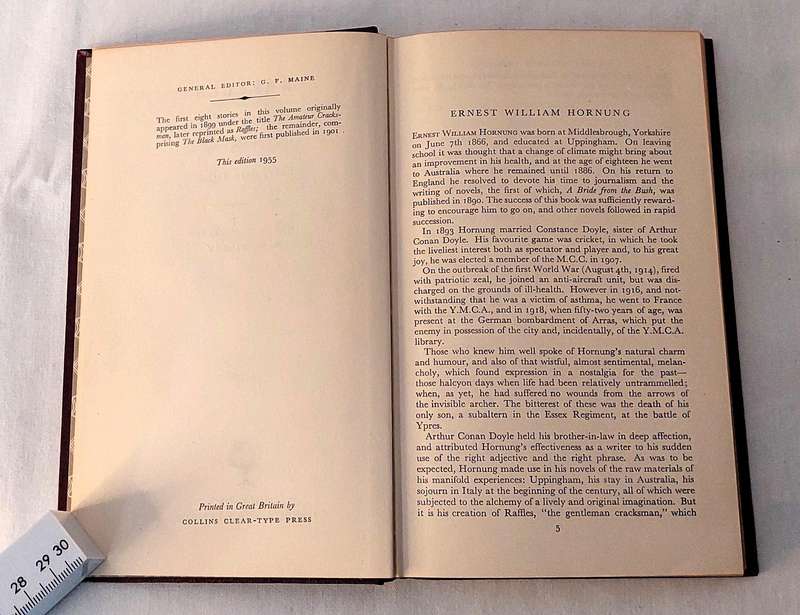 GENERAL EDITOR: G. F. MAINE
The first eight stories in this volume originally
appeared in 1899 under the title The Amateur Cracks-
man, later reprinted as Raffles; the remainder, com-
prising The Black Mask, were first published in 1901.
This edition 1955
Printed in Great Britain by
COLLINS CLEAR-TYPE PRESS
28 29 30
ERNEST WILLIAM HORNUNG
ERNEST WILLIAM HORNUNG was born at Middlesbrough, Yorkshire
on June 7th 1866, and educated at Uppingham. On leaving
school it was thought that a change of climate might bring about
an improvement in his health, and at the age of eighteen he went
to Australia where he remained until 1886. On his return to
England he resolved to devote his time to journalism and the
writing of novels, the first of which, A Bride from the Bush, was
published in 1890. The success of this book was sufficiently reward-
ing to encourage him to go on, and other novels followed in rapid
succession.
In 1893 Hornung married Constance Doyle, sister of Arthur
Conan Doyle. His favourite game was cricket, in which he took
the liveliest interest both as spectator and player and, to his great
joy, he was elected a member of the M.C.C. in 1907.
On the outbreak of the first World War (August 4th, 1914), fired
with patriotic zeal, he joined an anti-aircraft unit, but was dis-
charged on the grounds of ill-health. However in 1916, and not-
withstanding that he was a victim of asthma, he went to France
with the Y.M.C.A., and in 1918, when fifty-two years of age, was
present at the German bombardment of Arras, which put the
enemy in possession of the city and, incidentally, of the Y.M.C.A.
library.
Those who knew him well spoke of Hornung's natural charm
and humour, and also of that wistful, almost sentimental, melan-
choly, which found expression in a nostalgia for the past—
those halcyon days when life had been relatively untrammelled;
when, as yet, he had suffered no wounds from the arrows of
the invisible archer. The bitterest of these was the death of his
only son, a subaltern in the Essex Regiment, at the battle of
Ypres.
Arthur Conan Doyle held his brother-in-law in deep affection,
and attributed Hornung's effectiveness as a writer to his sudden
use of the right adjective and the right phrase. As was to be
expected, Hornung made use in his novels of the raw materials of
his manifold experiences: Uppingham, his stay in Australia, his
sojourn in Italy at the beginning of the century, all of which were
subjected to the alchemy of a lively and original imagination. But
it is his creation of Raffles, "the gentleman cracksman," which
5